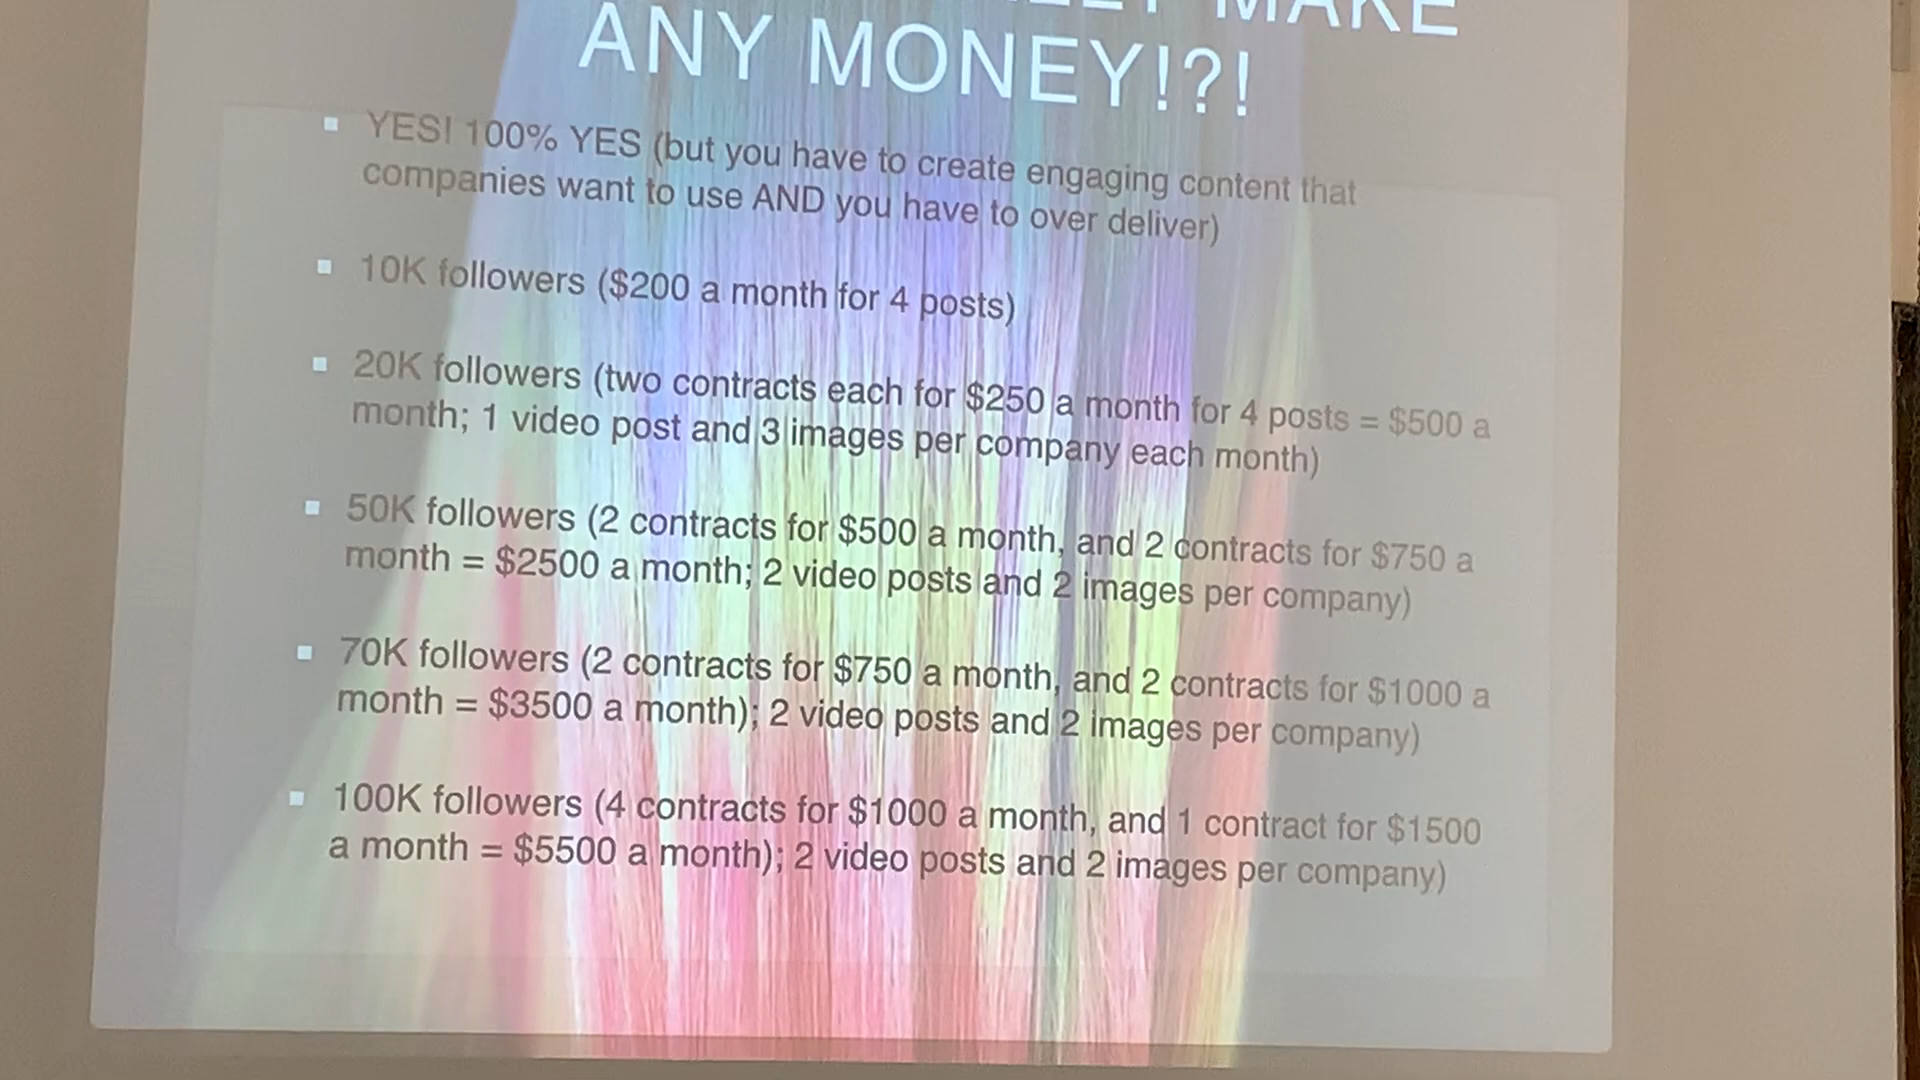 MAKE
ANY MONEY!?!
▪ YES! 100% YES (but you have to create engaging content that
companies want to use AND you have to over deliver)
▪ 10K followers ($200 a month for 4 posts)
▪ 20K followers (two contracts each for $250 a month for 4 posts = $500 a
month; 1 video post and 3 images per company each month)
▪ 50K followers (2 contracts for $500 a month, and 2 contracts for $750 a
month = $2500 a month; 2 video posts and 2 images per company)
▪ 70K followers (2 contracts for $750 a month, and 2 contracts for $1000 a
month = $3500 a month); 2 video posts and 2 images per company)
▪ 100K followers (4 contracts for $1000 a month, and 1 contract for $1500
a month = $5500 a month); 2 video posts and 2 images per company)